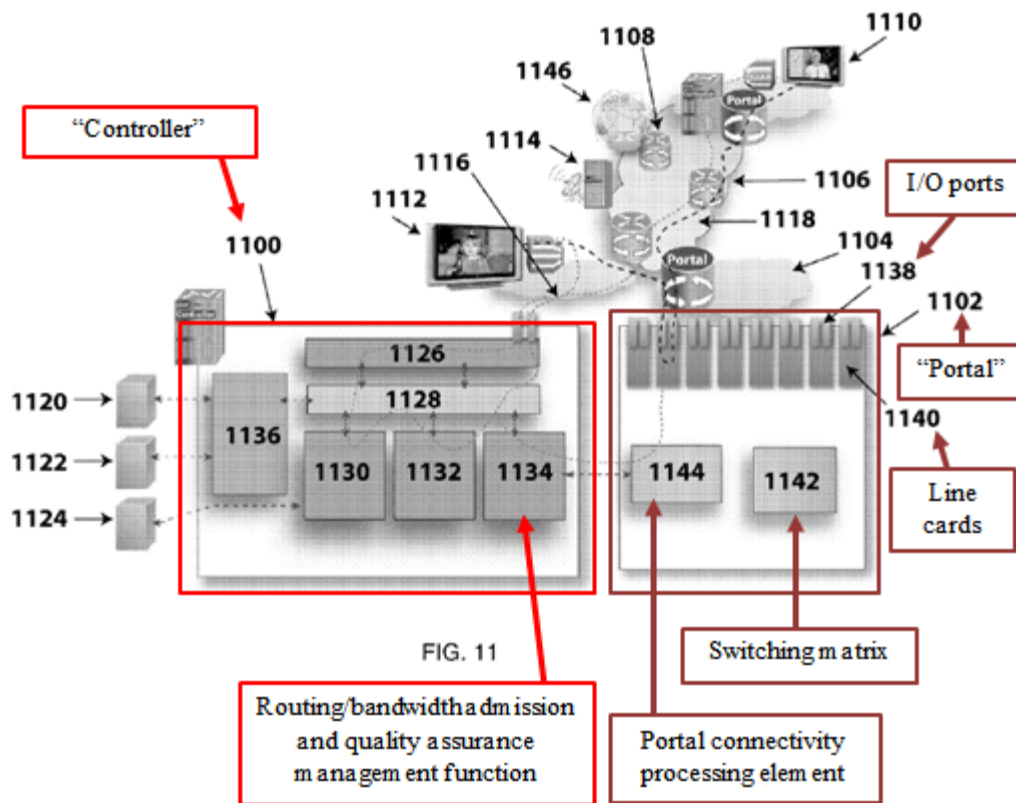 1110
1108
1146
Portal
"Controller"
1114
1116
1106
I/O ports
1112
1118
1104
1100
Portal
1138
1102
1126
"Portal"
1120
1128
1136
1140
1130
1132
1134
1144
1122
1142
Line
cards
1124
Switching matrix
FIG. 11
Routing/bandwidth admission
and quality assurance
management function
Portal connectivity
processing element